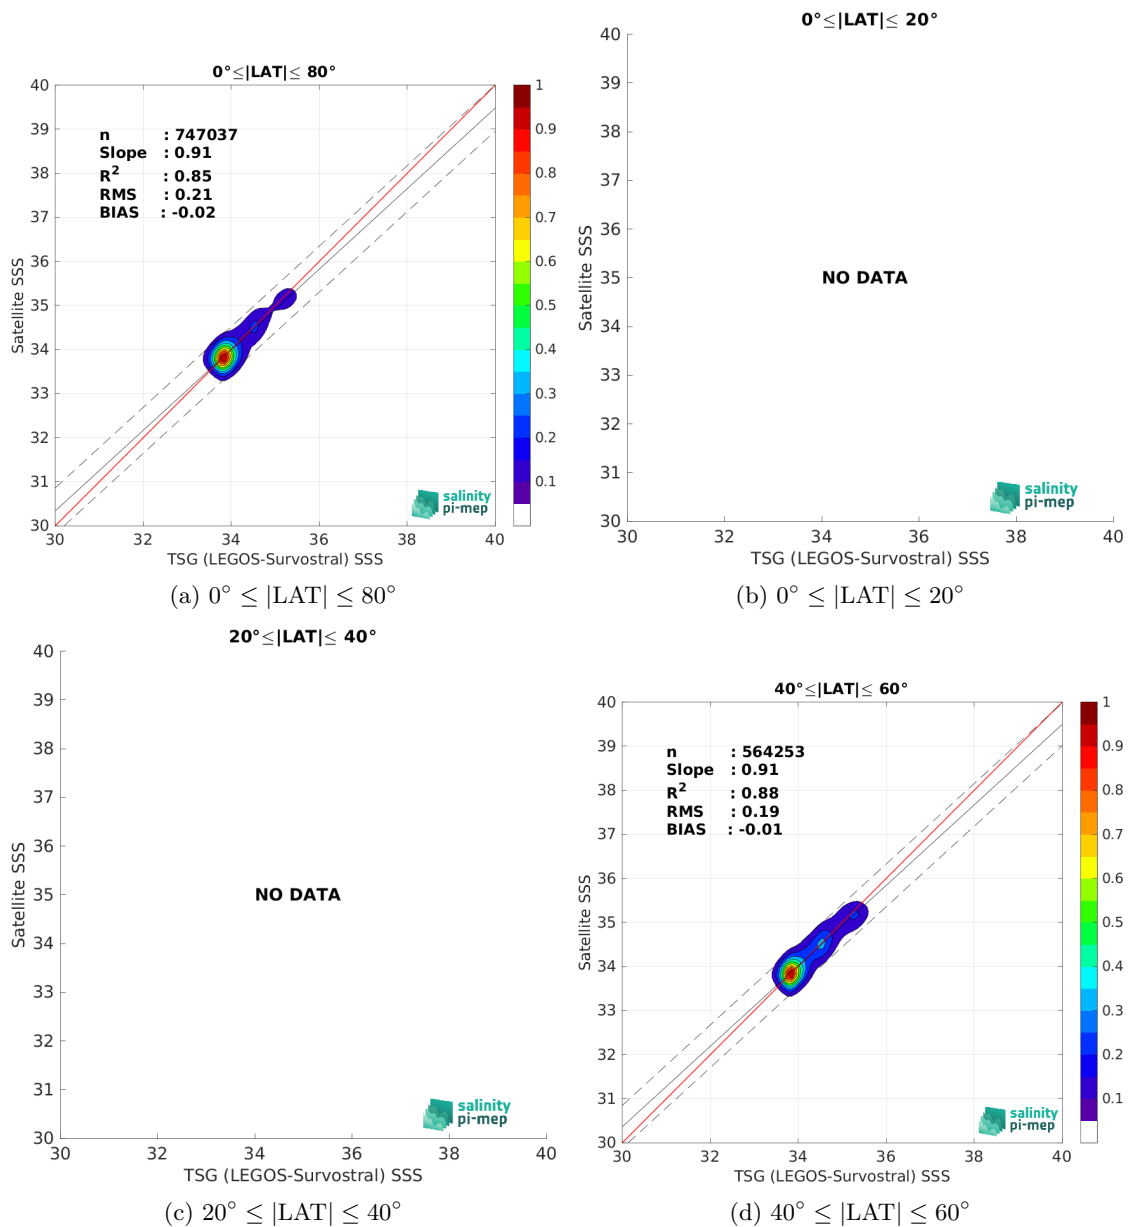 0°≤|LAT|≤ 80°
40
39
38
37
36
35
34
33
32
31
30
Satellite SSS
n : 747037
Slope : 0.91
R² : 0.85
RMS : 0.21
BIAS : -0.02
1
0.9
0.8
0.7
0.6
0.5
0.4
0.3
0.2
0.1
salinity
pi-mep
30 32 34 36 38 40
TSG (LEGOS-Survostral) SSS
(a) 0° ≤ |LAT| ≤ 80°
0°≤|LAT|≤ 20°
40
39
38
37
36
35
34
33
32
31
30
Satellite SSS
NO DATA
salinity
pi-mep
30 32 34 36 38 40
TSG (LEGOS-Survostral) SSS
(b) 0° ≤ |LAT| ≤ 20°
20°≤|LAT|≤ 40°
40
39
38
37
36
35
34
33
32
31
30
Satellite SSS
NO DATA
salinity
pi-mep
30 32 34 36 38 40
TSG (LEGOS-Survostral) SSS
(c) 20° ≤ |LAT| ≤ 40°
40°≤|LAT|≤ 60°
40
39
38
37
36
35
34
33
32
31
30
Satellite SSS
n : 564253
Slope : 0.91
R² : 0.88
RMS : 0.19
BIAS : -0.01
1
0.9
0.8
0.7
0.6
0.5
0.4
0.3
0.2
0.1
salinity
pi-mep
30 32 34 36 38 40
TSG (LEGOS-Survostral) SSS
(d) 40° ≤ |LAT| ≤ 60°